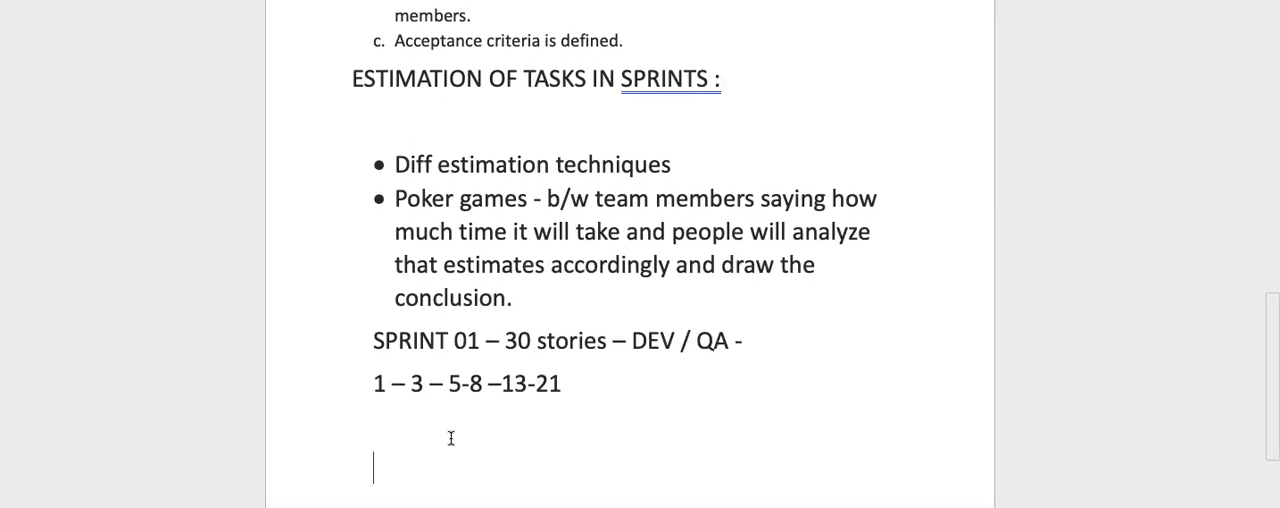 members.
c. Acceptance criteria is defined.
ESTIMATION OF TASKS IN SPRINTS :
• Diff estimation techniques
• Poker games - b/w team members saying how
much time it will take and people will analyze
that estimates accordingly and draw the
conclusion.
SPRINT 01 – 30 stories – DEV / QA -
1 – 3 – 5-8 –13-21